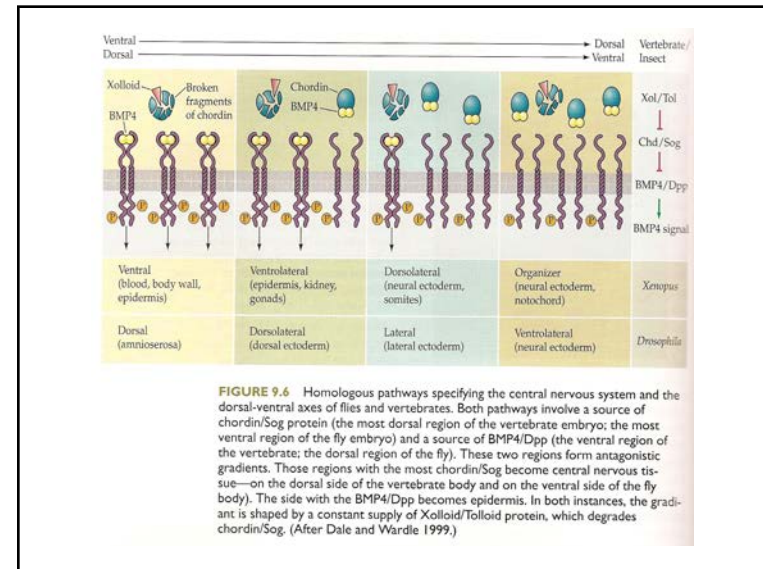 Ventral Dorsal Vertebrate/
Dorsal Ventral Insect
Xolloid
Broken
fragments
of chordin
BMP4
Chordin
BMP4
Xol/Tol
Chd/Sog
BMP4/Dpp
BMP4 signal
P P P P P P
P P P P
P P
Ventral
(blood, body wall,
epidermis)
Ventrolateral
(epidermis, kidney,
gonads)
Dorsolateral
(neural ectoderm,
somites)
Organizer
(neural ectoderm,
notochord)
Xenopus
Dorsal
(amnioserosa)
Dorsolateral
(dorsal ectoderm)
Lateral
(lateral ectoderm)
Ventrolateral
(neural ectoderm)
Drosophila
FIGURE 9.6 Homologous pathways specifying the central nervous system and the
dorsal-ventral axes of flies and vertebrates. Both pathways involve a source of
chordin/Sog protein (the most dorsal region of the vertebrate embryo; the most
ventral region of the fly embryo) and a source of BMP4/Dpp (the ventral region of
the vertebrate; the dorsal region of the fly). These two regions form antagonistic
gradients. Those regions with the most chordin/Sog become central nervous tis-
sue—on the dorsal side of the vertebrate body and on the ventral side of the fly
body). The side with the BMP4/Dpp becomes epidermis. In both instances, the gradi-
ant is shaped by a constant supply of Xolloid/Tolloid protein, which degrades
chordin/Sog. (After Dale and Wardle 1999.)